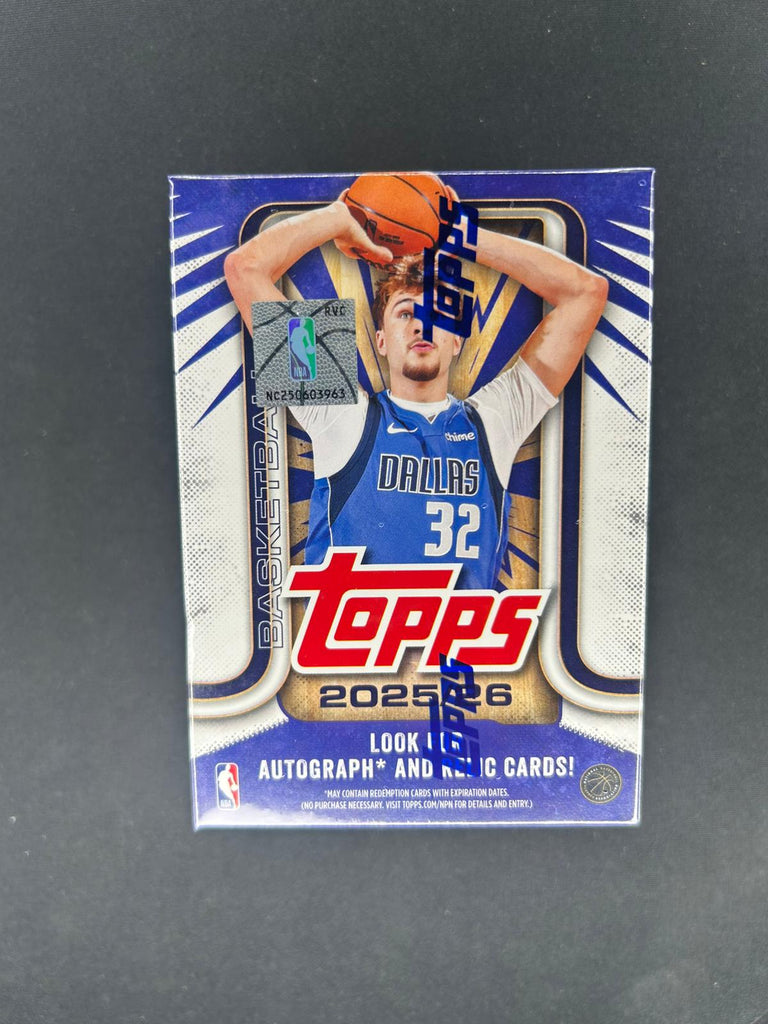 TOPPS
RVC
NBA
NC250603963
chime
DALLAS
32
BASKETBALL
TOPPS
2025-26
TOPPS
LOOK
AUTOGRAPH* AND RELIC CARDS!
*MAY CONTAIN REDEMPTION CARDS WITH EXPIRATION DATES.
(NO PURCHASE NECESSARY. VISIT TOPPS.COM/NPN FOR DETAILS AND ENTRY.)
NBA